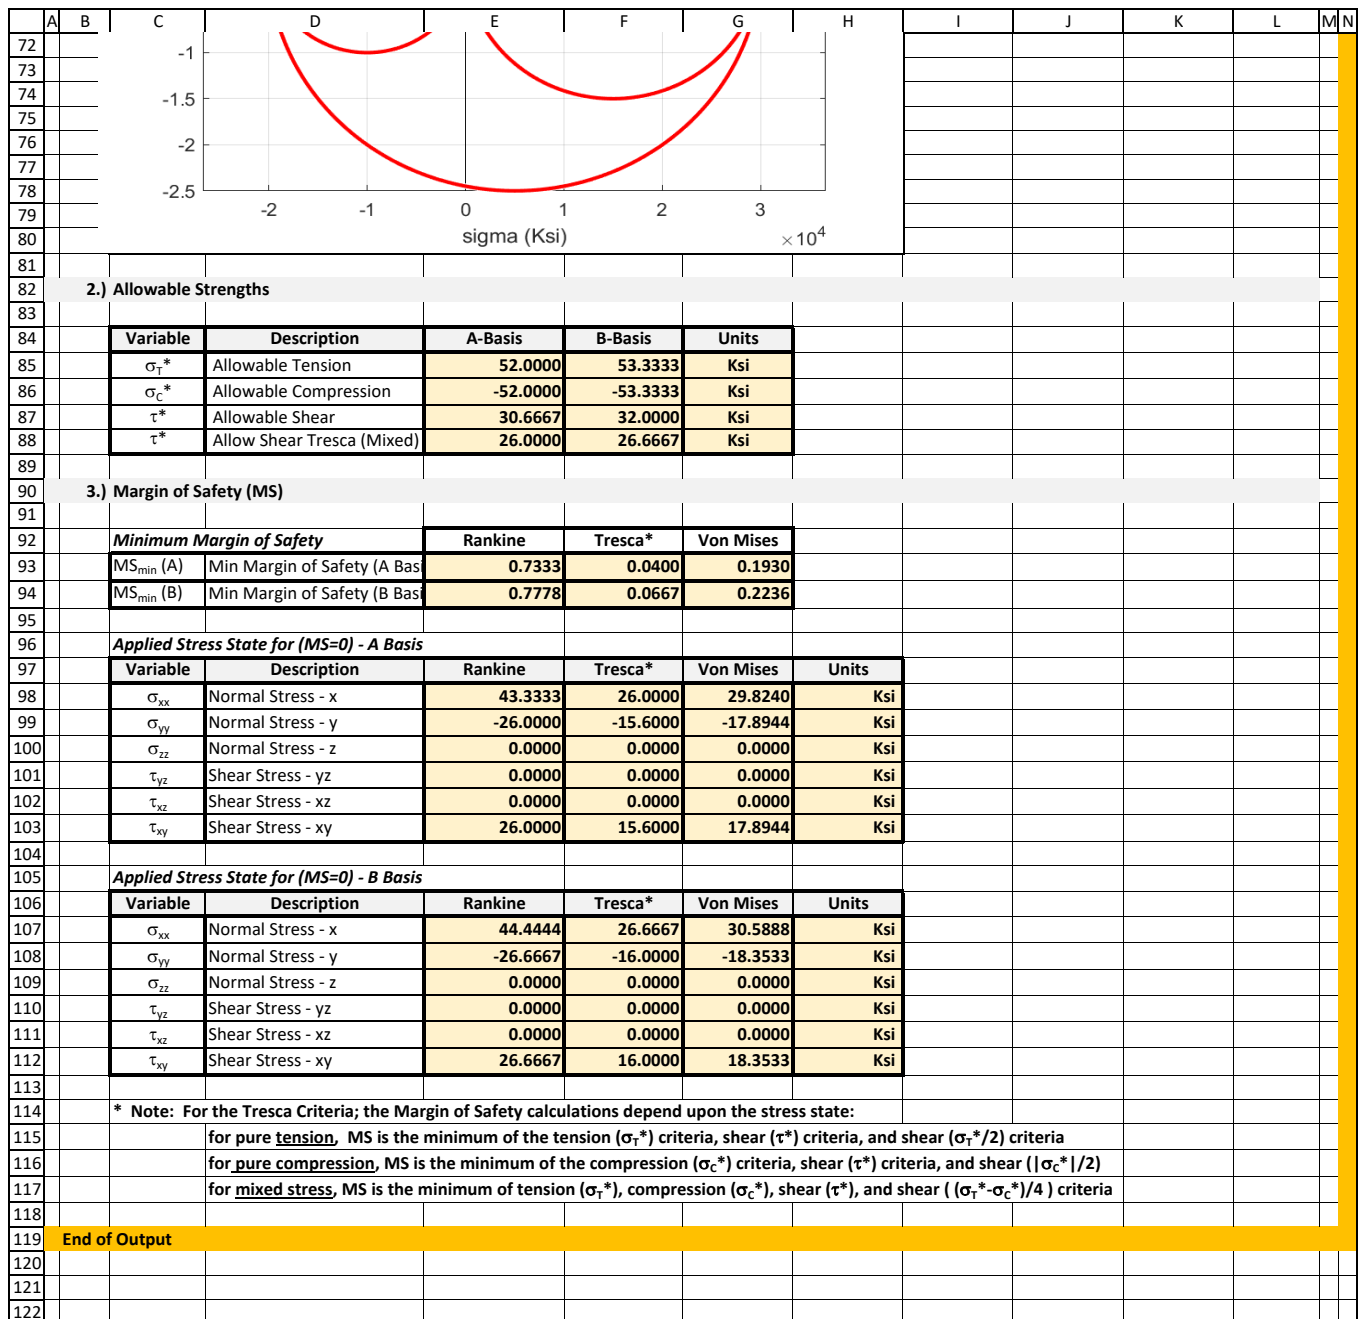 A B C D E F G H I J K L M N
72 -1
73
74 -1.5
75
76 -2
77
78 -2.5
79 -2 -1 0 1 2 3
80 sigma (Ksi) ×10^4
81
82 2.) Allowable Strengths
83
84 Variable Description A-Basis B-Basis Units
85 σT* Allowable Tension 52.0000 53.3333 Ksi
86 σC* Allowable Compression -52.0000 -53.3333 Ksi
87 τ* Allowable Shear 30.6667 32.0000 Ksi
88 τ* Allow Shear Tresca (Mixed) 26.0000 26.6667 Ksi
89
90 3.) Margin of Safety (MS)
91
92 Minimum Margin of Safety Rankine Tresca* Von Mises
93 MSmin (A) Min Margin of Safety (A Basi 0.7333 0.0400 0.1930
94 MSmin (B) Min Margin of Safety (B Basi 0.7778 0.0667 0.2236
95
96 Applied Stress State for (MS=0) - A Basis
97 Variable Description Rankine Tresca* Von Mises Units
98 σxx Normal Stress - x 43.3333 26.0000 29.8240 Ksi
99 σyy Normal Stress - y -26.0000 -15.6000 -17.8944 Ksi
100 σzz Normal Stress - z 0.0000 0.0000 0.0000 Ksi
101 τyz Shear Stress - yz 0.0000 0.0000 0.0000 Ksi
102 τxz Shear Stress - xz 0.0000 0.0000 0.0000 Ksi
103 τxy Shear Stress - xy 26.0000 15.6000 17.8944 Ksi
104
105 Applied Stress State for (MS=0) - B Basis
106 Variable Description Rankine Tresca* Von Mises Units
107 σxx Normal Stress - x 44.4444 26.6667 30.5888 Ksi
108 σyy Normal Stress - y -26.6667 -16.0000 -18.3533 Ksi
109 σzz Normal Stress - z 0.0000 0.0000 0.0000 Ksi
110 τyz Shear Stress - yz 0.0000 0.0000 0.0000 Ksi
111 τxz Shear Stress - xz 0.0000 0.0000 0.0000 Ksi
112 τxy Shear Stress - xy 26.6667 16.0000 18.3533 Ksi
113
114 * Note: For the Tresca Criteria; the Margin of Safety calculations depend upon the stress state:
115 for pure tension, MS is the minimum of the tension (σT*) criteria, shear (τ*) criteria, and shear (σT*/2) criteria
116 for pure compression, MS is the minimum of the compression (σC*) criteria, shear (τ*) criteria, and shear (|σC*|/2)
117 for mixed stress, MS is the minimum of tension (σT*), compression (σC*), shear (τ*), and shear ( (σT*-σC*)/4 ) criteria
118
119 End of Output
120
121
122